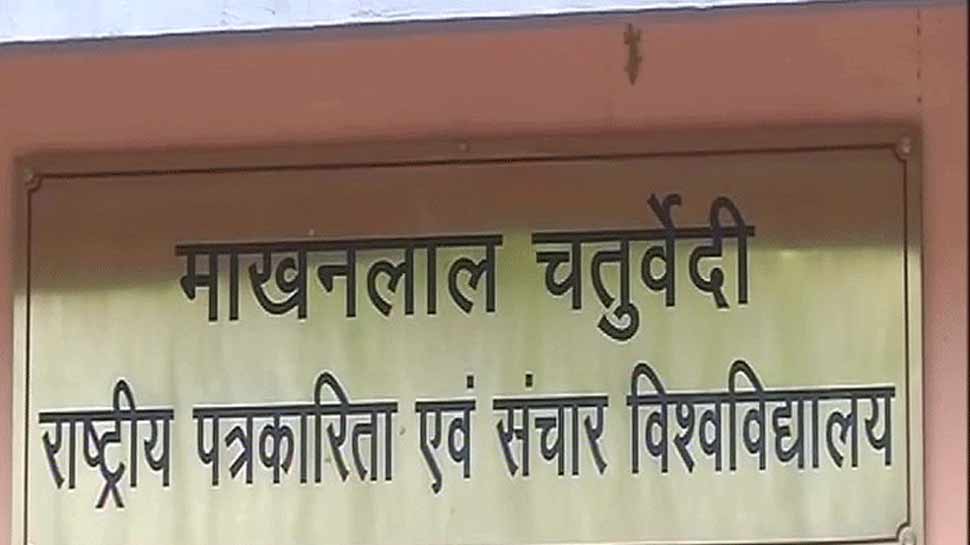 माखनलाल चतुर्वेदी
राष्ट्रीय पत्रकारिता एवं संचार विश्वविद्यालय